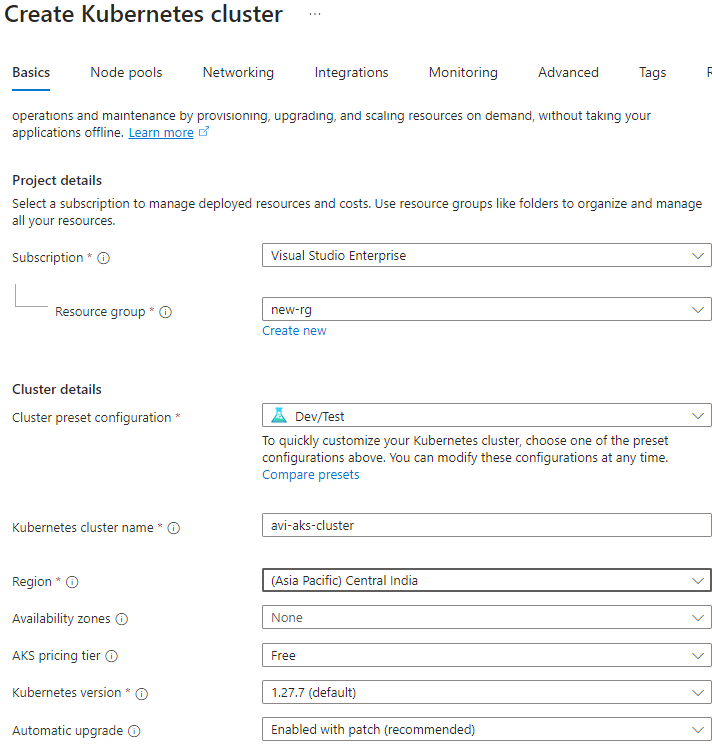 Create Kubernetes cluster ...
Basics Node pools Networking Integrations Monitoring Advanced Tags
operations and maintenance by provisioning, upgrading, and scaling resources on demand, without taking your
applications offline. Learn more
Project details
Select a subscription to manage deployed resources and costs. Use resource groups like folders to organize and manage
all your resources.
Subscription * Visual Studio Enterprise
Resource group * new-rg
Create new
Cluster details
Cluster preset configuration * Dev/Test
To quickly customize your Kubernetes cluster, choose one of the preset
configurations above. You can modify these configurations at any time.
Compare presets
Kubernetes cluster name * avi-aks-cluster
Region * (Asia Pacific) Central India
Availability zones None
AKS pricing tier Free
Kubernetes version * 1.27.7 (default)
Automatic upgrade Enabled with patch (recommended)